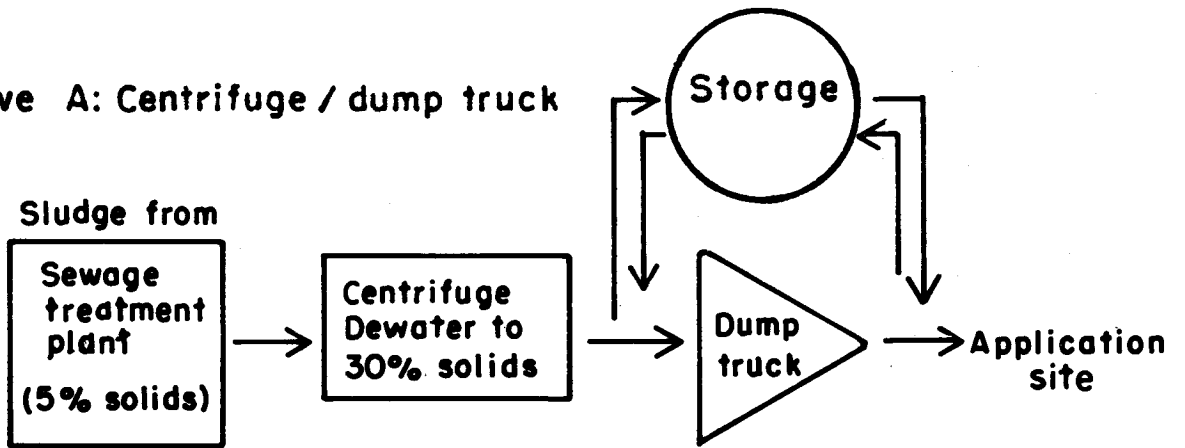 A: Centrifuge / dump truck
Storage
Sludge from
Sewage
treatment
plant
(5% solids)
Centrifuge
Dewater to
30% solids
Dump
truck
Application
site